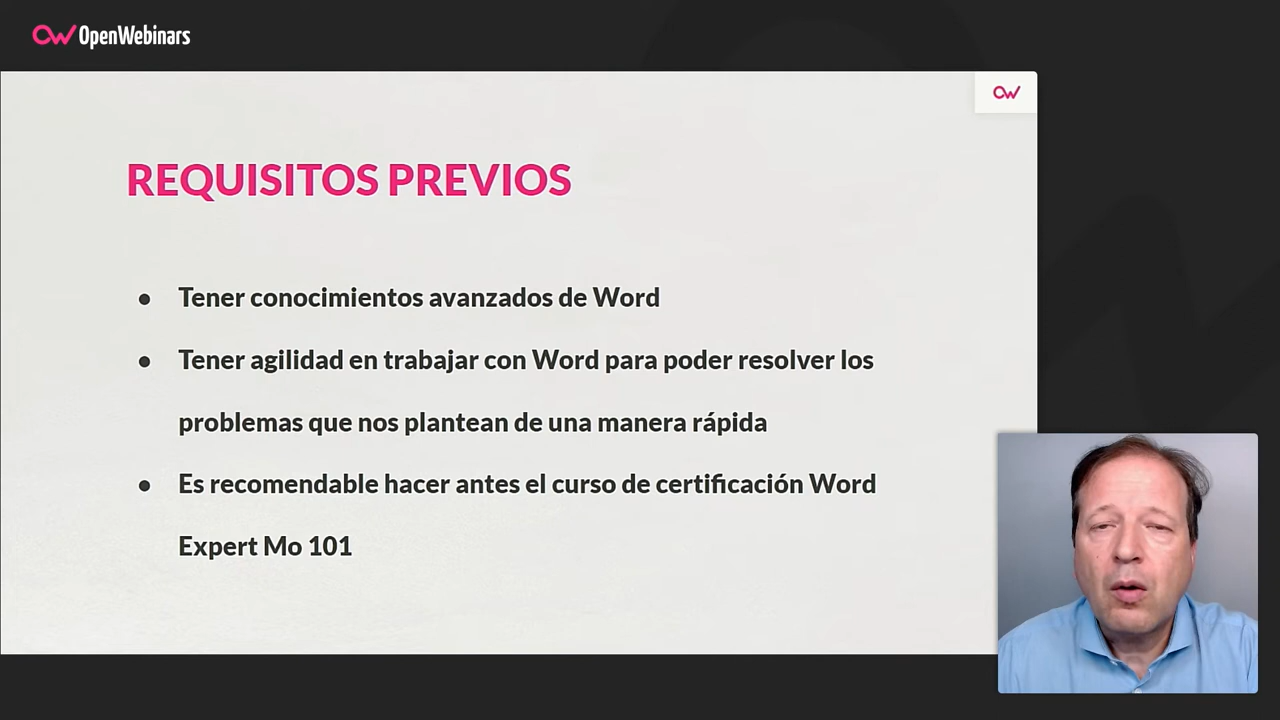 OpenWebinars
REQUISITOS PREVIOS
● Tener conocimientos avanzados de Word
● Tener agilidad en trabajar con Word para poder resolver los
problemas que nos plantean de una manera rápida
● Es recomendable hacer antes el curso de certificación Word
Expert Mo 101